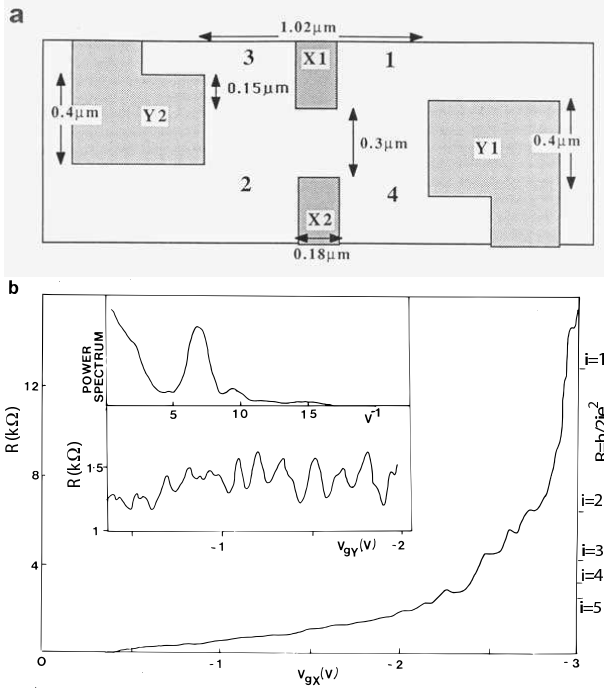 a
1.02μm
3 X1 1
0.15μm
0.4μm Y2 0.3μm Y1 0.4μm
2 4
X2
0.18μm
b
POWER SPECTRUM
5 10 15 V⁻¹
R(kΩ)
1·5
1
-1 VgY(V) -2
R(kΩ)
12
8
4
i=1
R=h/2ie²
i=2
i=3
i=4
i=5
0 -1 -2 -3
VgX(V)